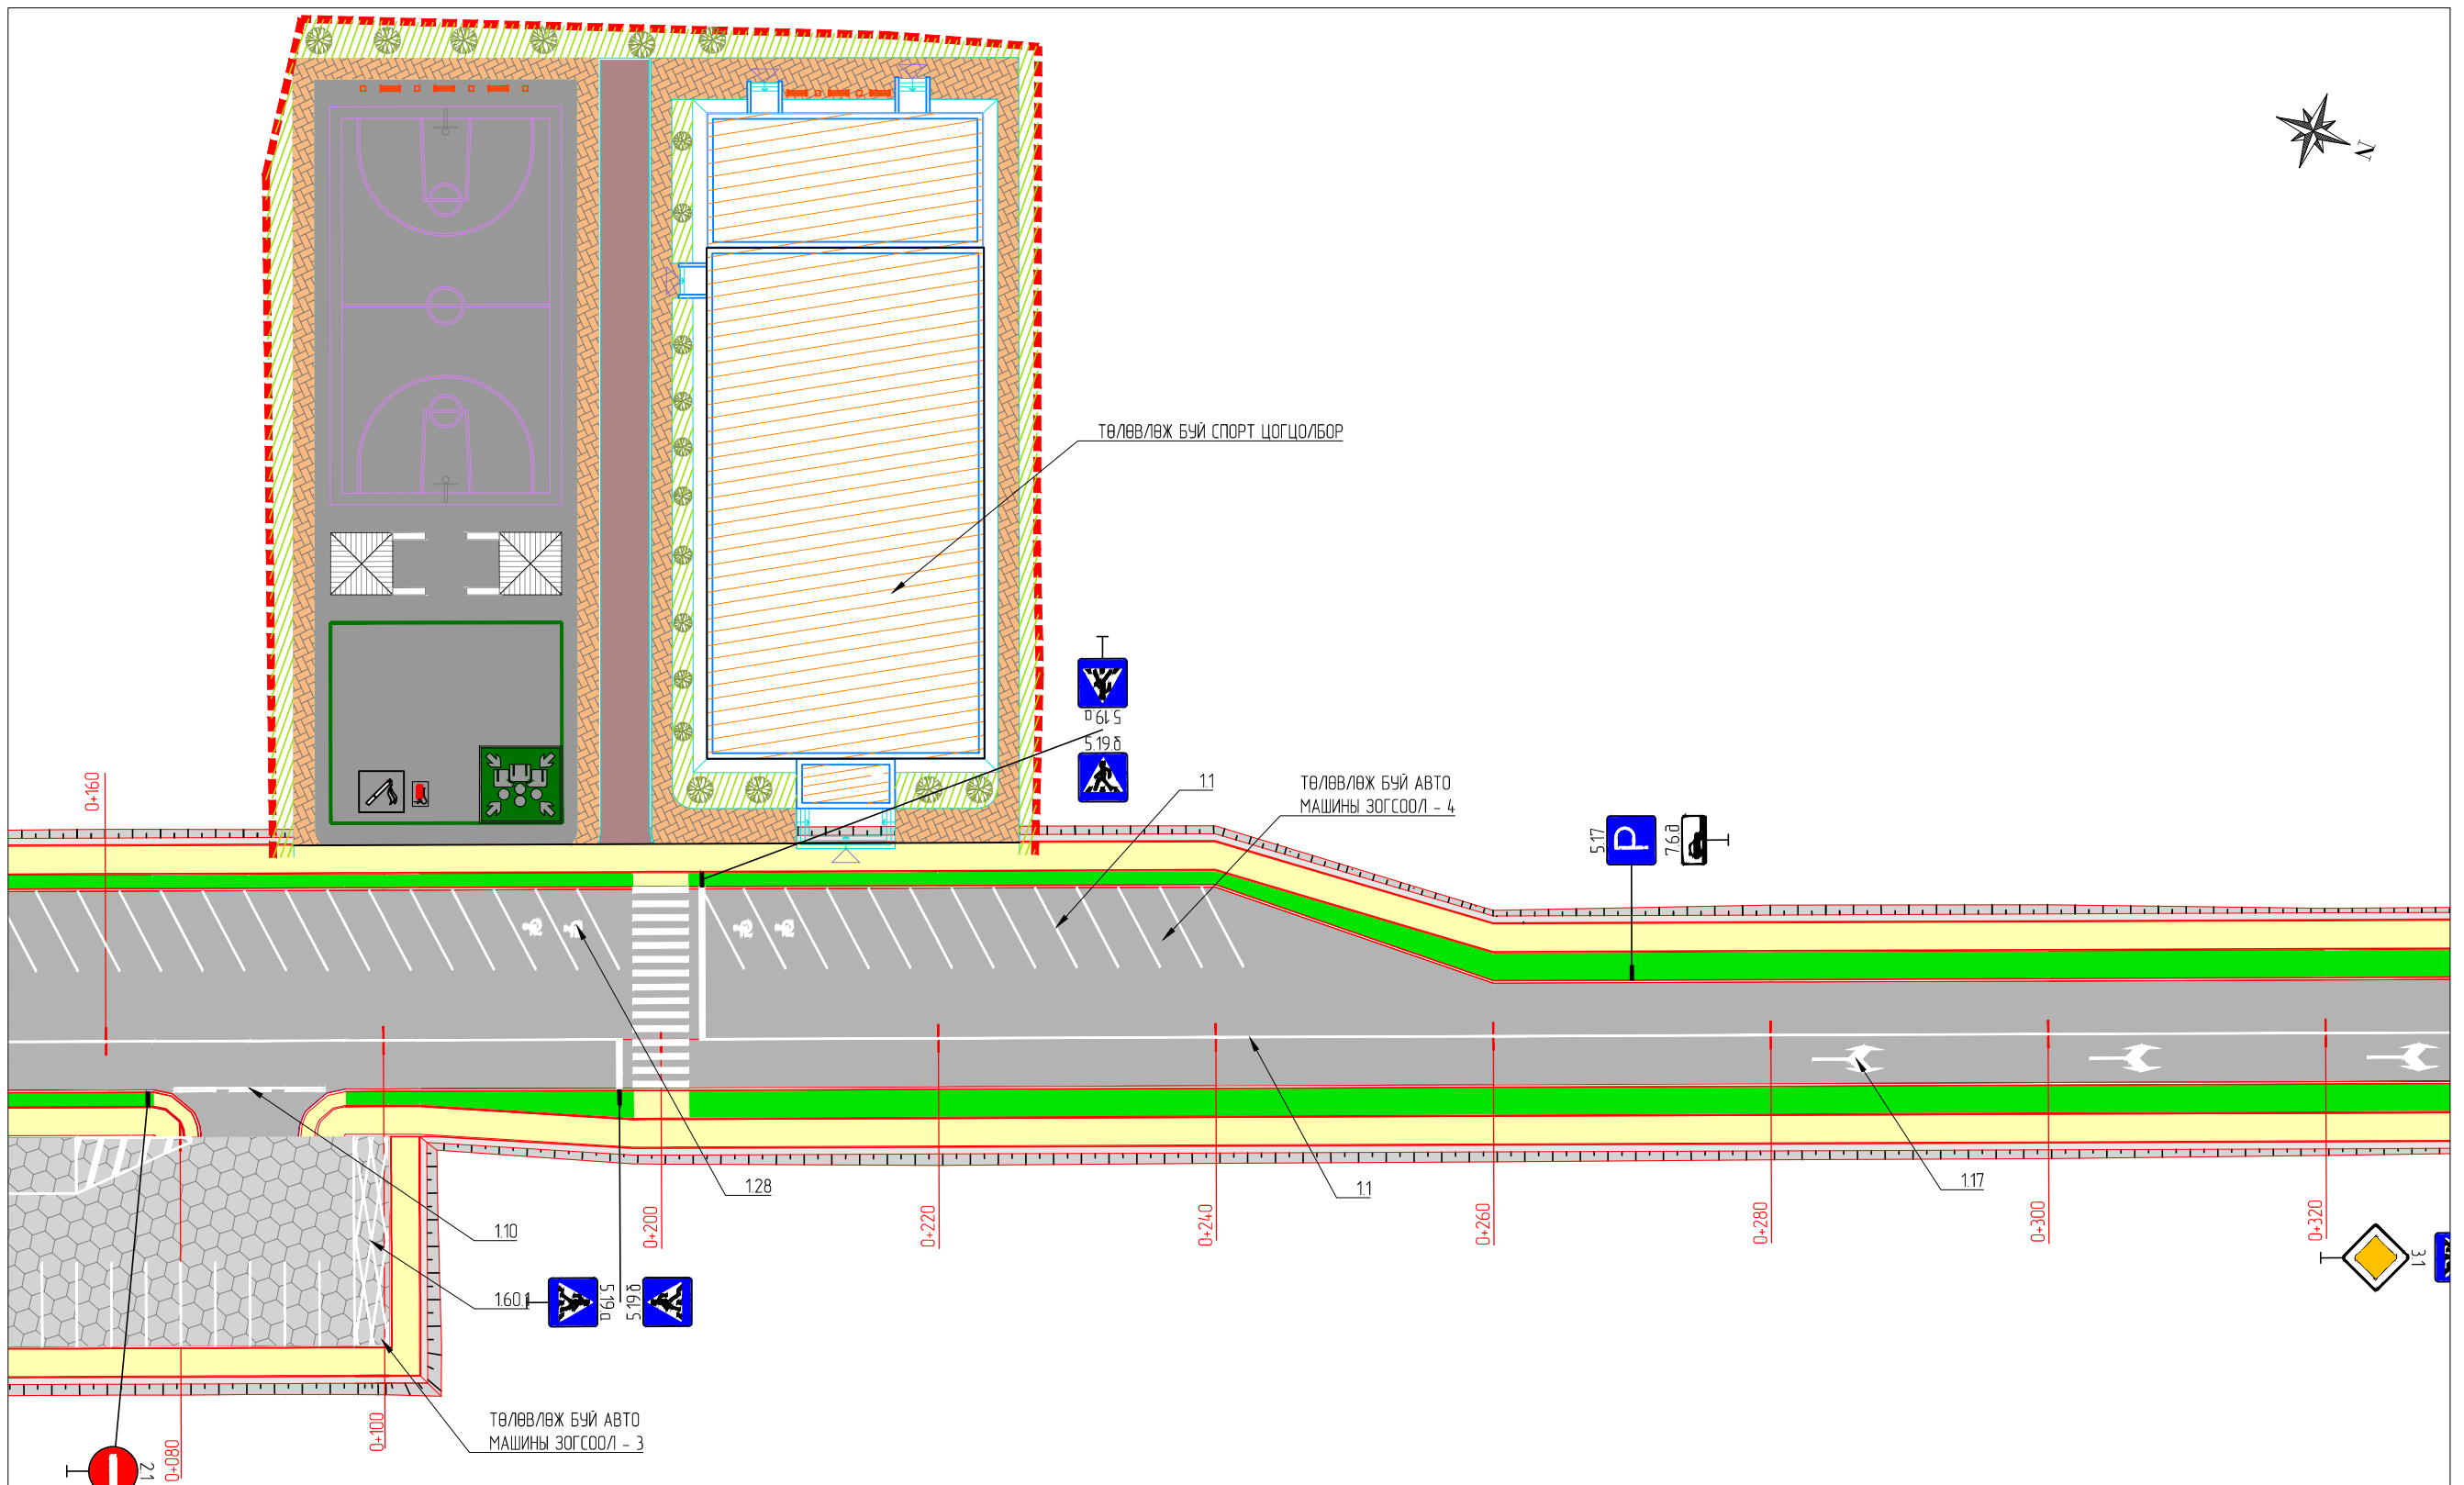 N
ТӨЛӨВЛӨЖ БУЙ СПОРТ ЦОГЦОЛБОР
5.19.а
5.19.б
1.1
ТӨЛӨВЛӨЖ БУЙ АВТО
МАШИНЫ ЗОГСООЛ - 4
0+160
5.17
P
7.6.д
1.28
1.1
1.17
1.10
0+200
0+220
0+240
0+260
0+280
0+300
0+320
3.1
1.60.1
5.19.а
5.19.б
ТӨЛӨВЛӨЖ БУЙ АВТО
МАШИНЫ ЗОГСООЛ - 3
0+100
0+080
2.1